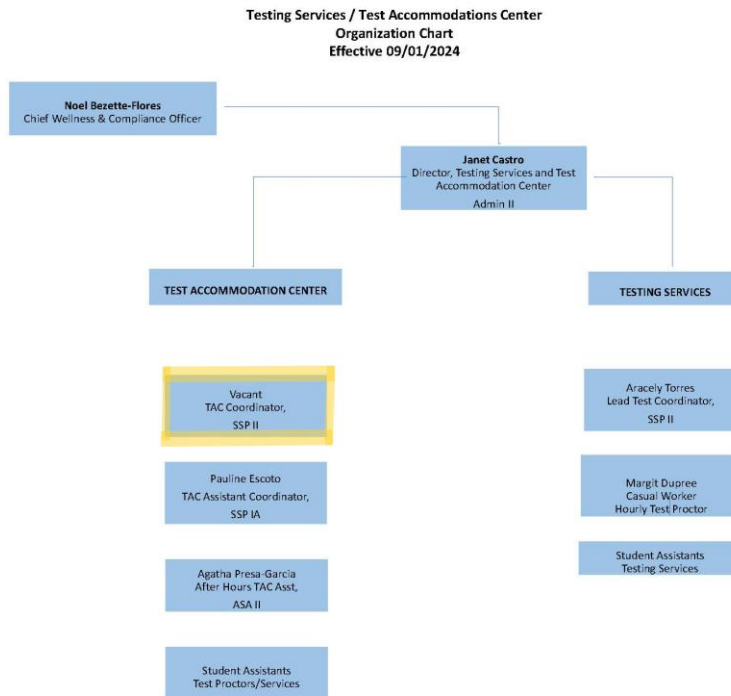 Testing Services / Test Accommodations Center
Organization Chart
Effective 09/01/2024
Noel Bezette-Flores
Chief Wellness & Compliance Officer
Janet Castro
Director, Testing Services and Test
Accommodation Center
Admin II
TEST ACCOMMODATION CENTER
Vacant
TAC Coordinator,
SSP II
Pauline Escoto
TAC Assistant Coordinator,
SSP IA
Agatha Presa-Garcia
After Hours TAC Asst,
ASA II
Student Assistants
Test Proctors/Services
TESTING SERVICES
Aracely Torres
Lead Test Coordinator,
SSP II
Margit Dupree
Casual Worker
Hourly Test Proctor
Student Assistants
Testing Services